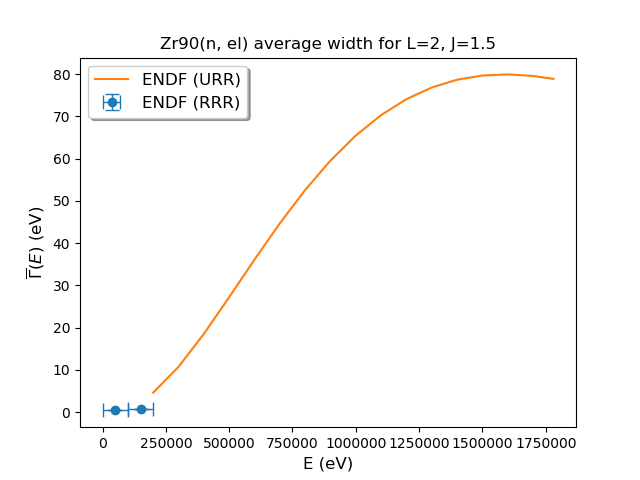 Zr90(n, el) average width for L=2, J=1.5
ENDF (URR)
ENDF (RRR)
80
70
60
50
40
30
20
10
0
Γ̅(E) (eV)
0 250000 500000 750000 1000000 1250000 1500000 1750000
E (eV)